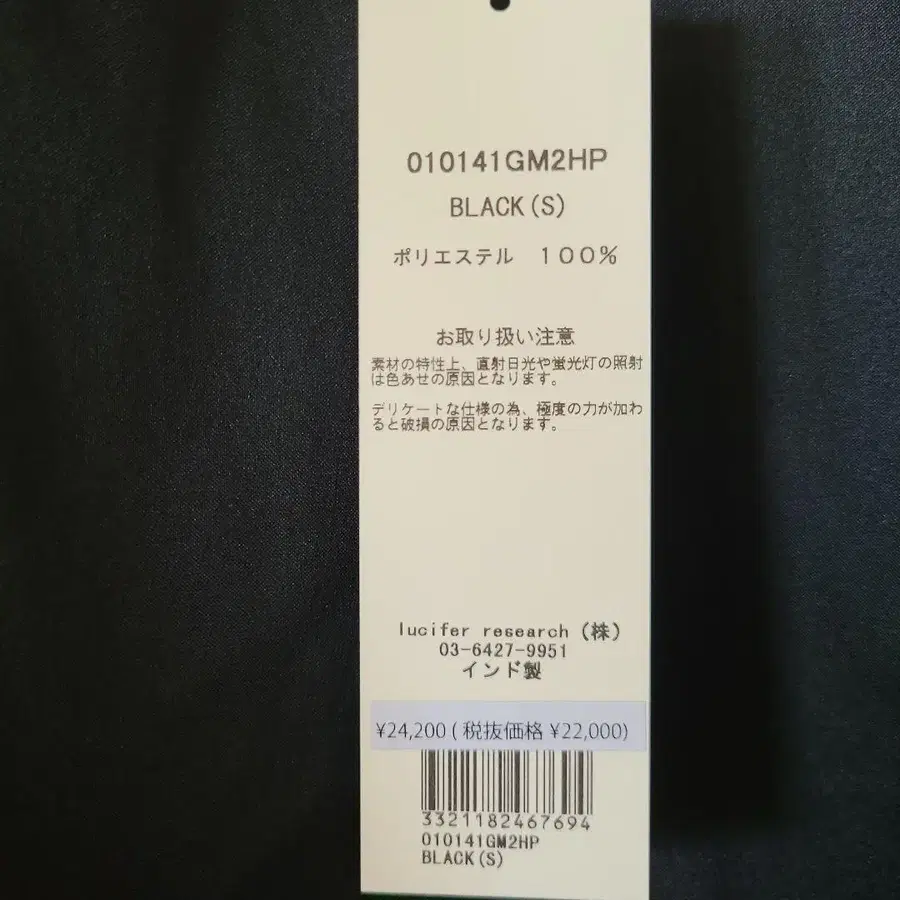 010141GM2HP
BLACK(S)
ポリエステル　１００％
お取り扱い注意
素材の特性上、直射日光や蛍光灯の照射
は色あせの原因となります。
デリケートな仕様の為、極度の力が加わ
ると破損の原因となります。
lucifer research (株)
03-6427-9951
インド製
¥24,200 ( 税抜価格 ¥22,000)
3321182467694
010141GM2HP
BLACK(S)